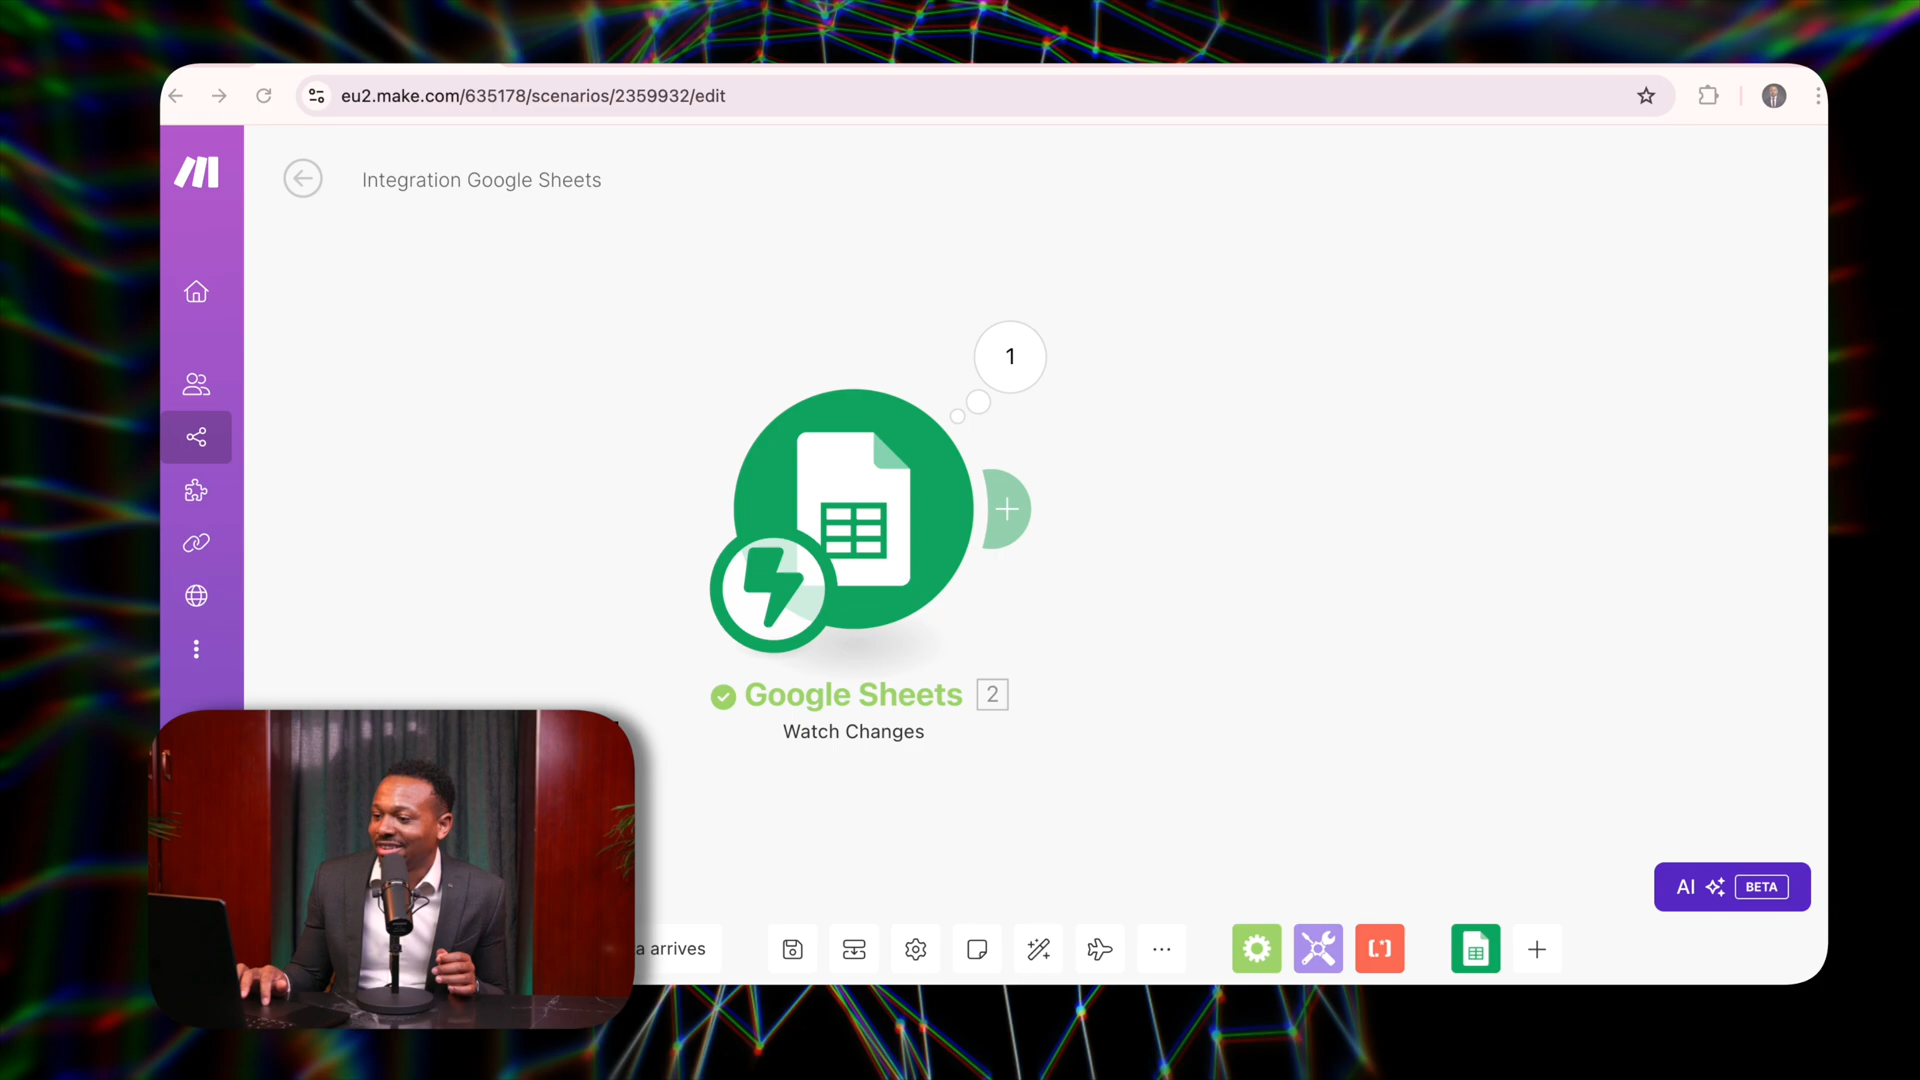 eu2.make.com/635178/scenarios/2359932/edit
Integration Google Sheets
1
Google Sheets 2
Watch Changes
AI BETA
a arrives